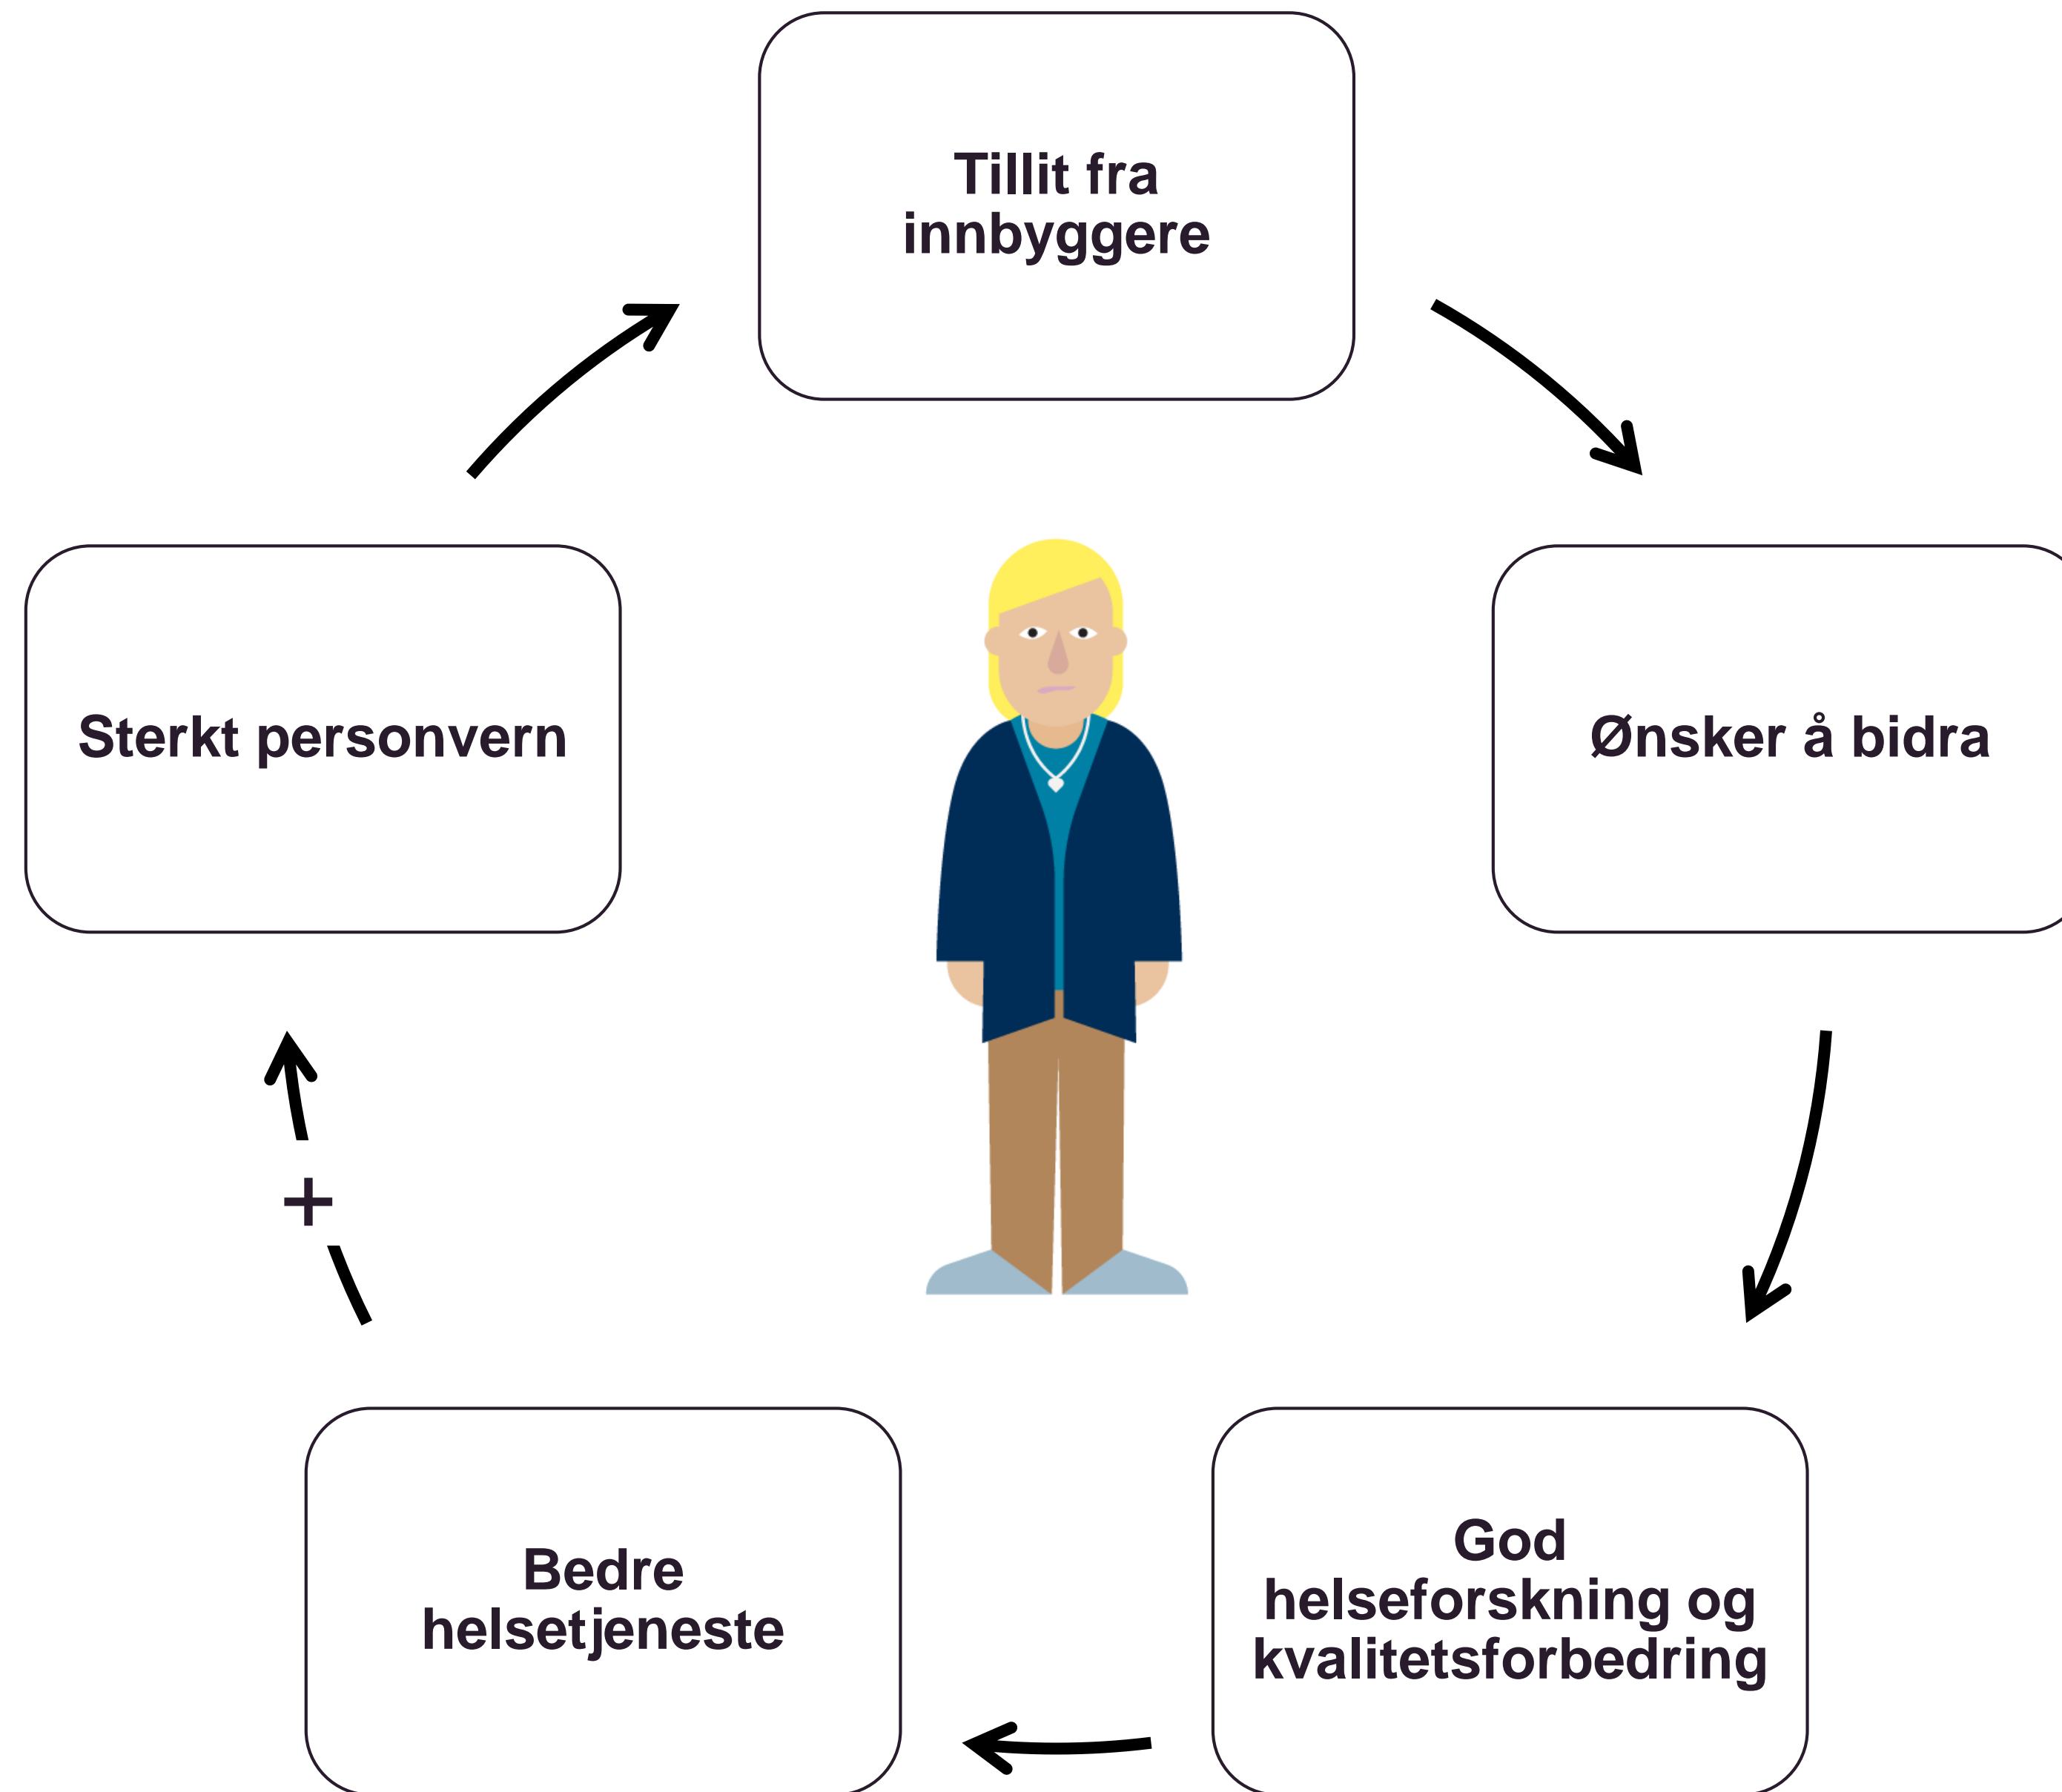 Tillit fra
innbyggere
Sterkt personvern
Ønsker å bidra
+
God
helseforskning og
kvalitetsforbedring
Bedre
helsetjeneste